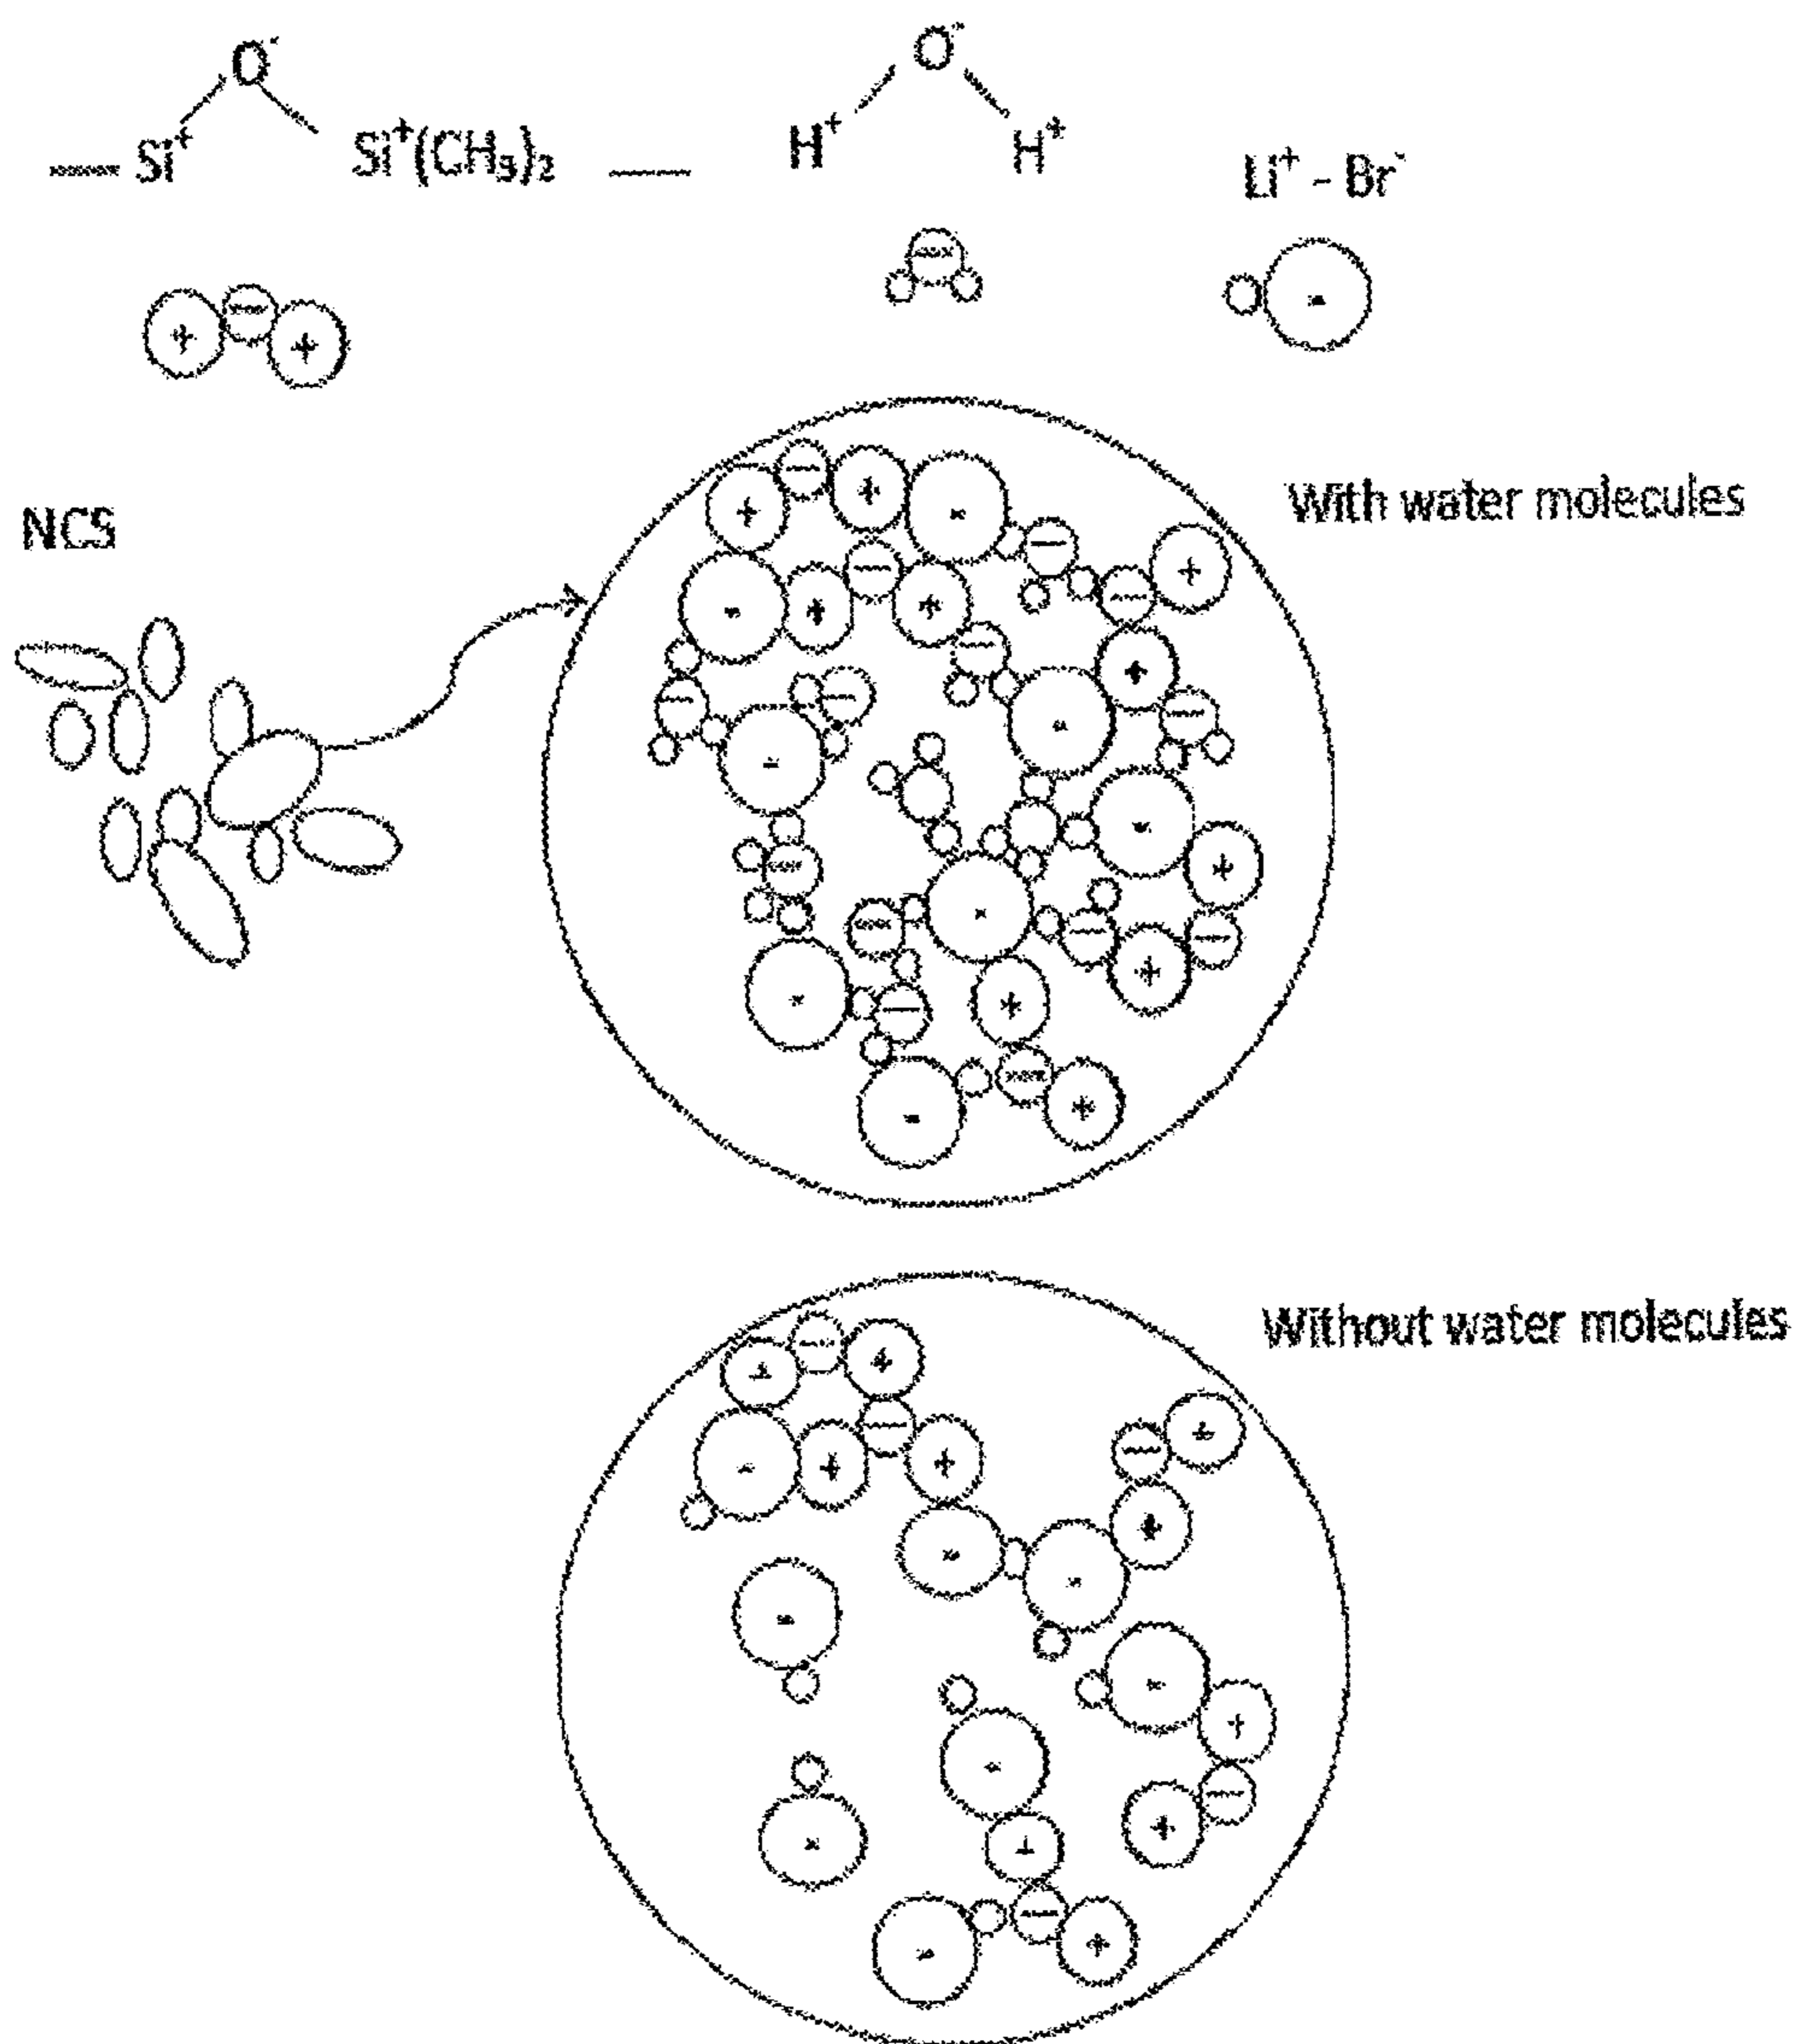 O⁻
Si⁺ Si⁺(CH₃)₂
O⁻
H⁺ H⁺
Li⁺ - Br⁻
NCS
With water molecules
Without water molecules